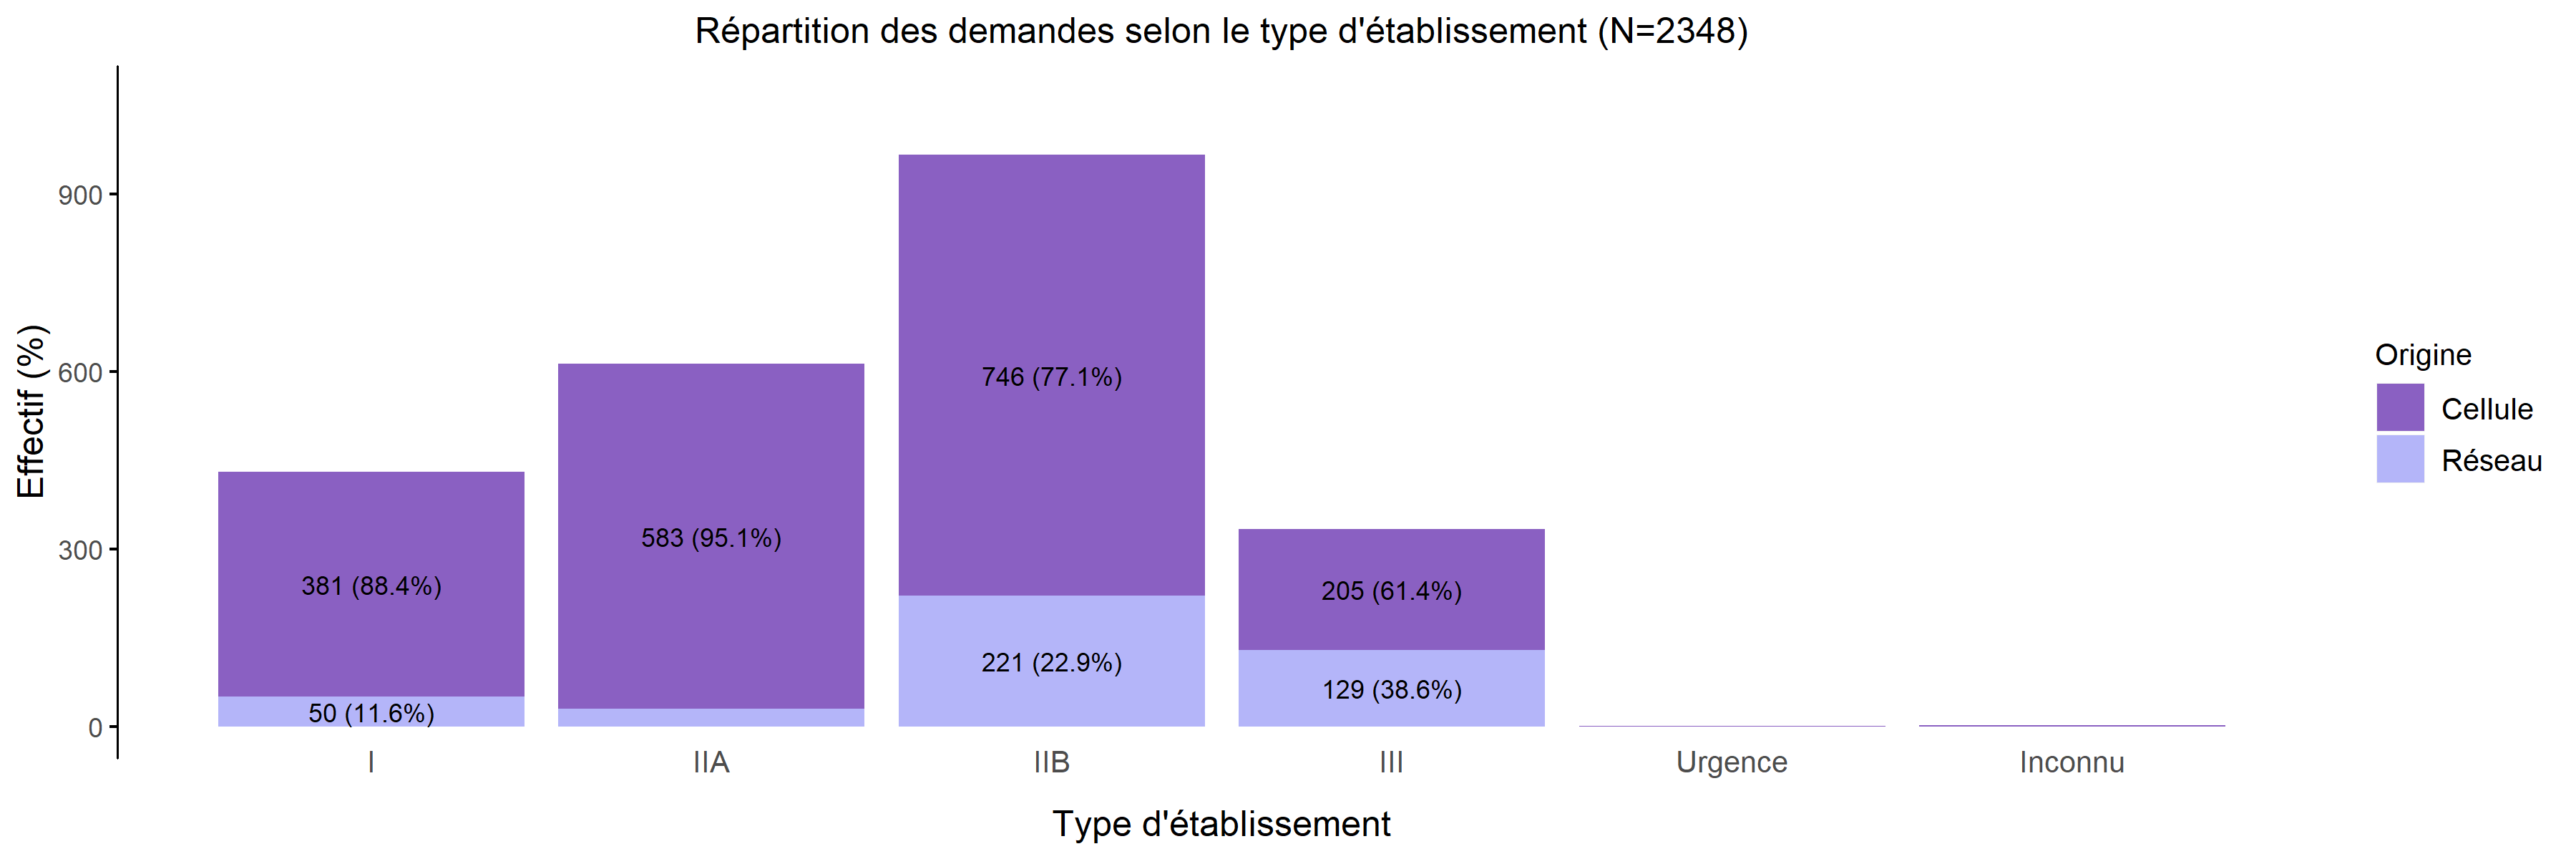 Répartition des demandes selon le type d'établissement (N=2348)
Effectif (%)
900
600
300
0
746 (77.1%)
583 (95.1%)
381 (88.4%)
205 (61.4%)
221 (22.9%)
129 (38.6%)
50 (11.6%)
I
IIA
IIB
III
Urgence
Inconnu
Type d'établissement
Origine
Cellule
Réseau